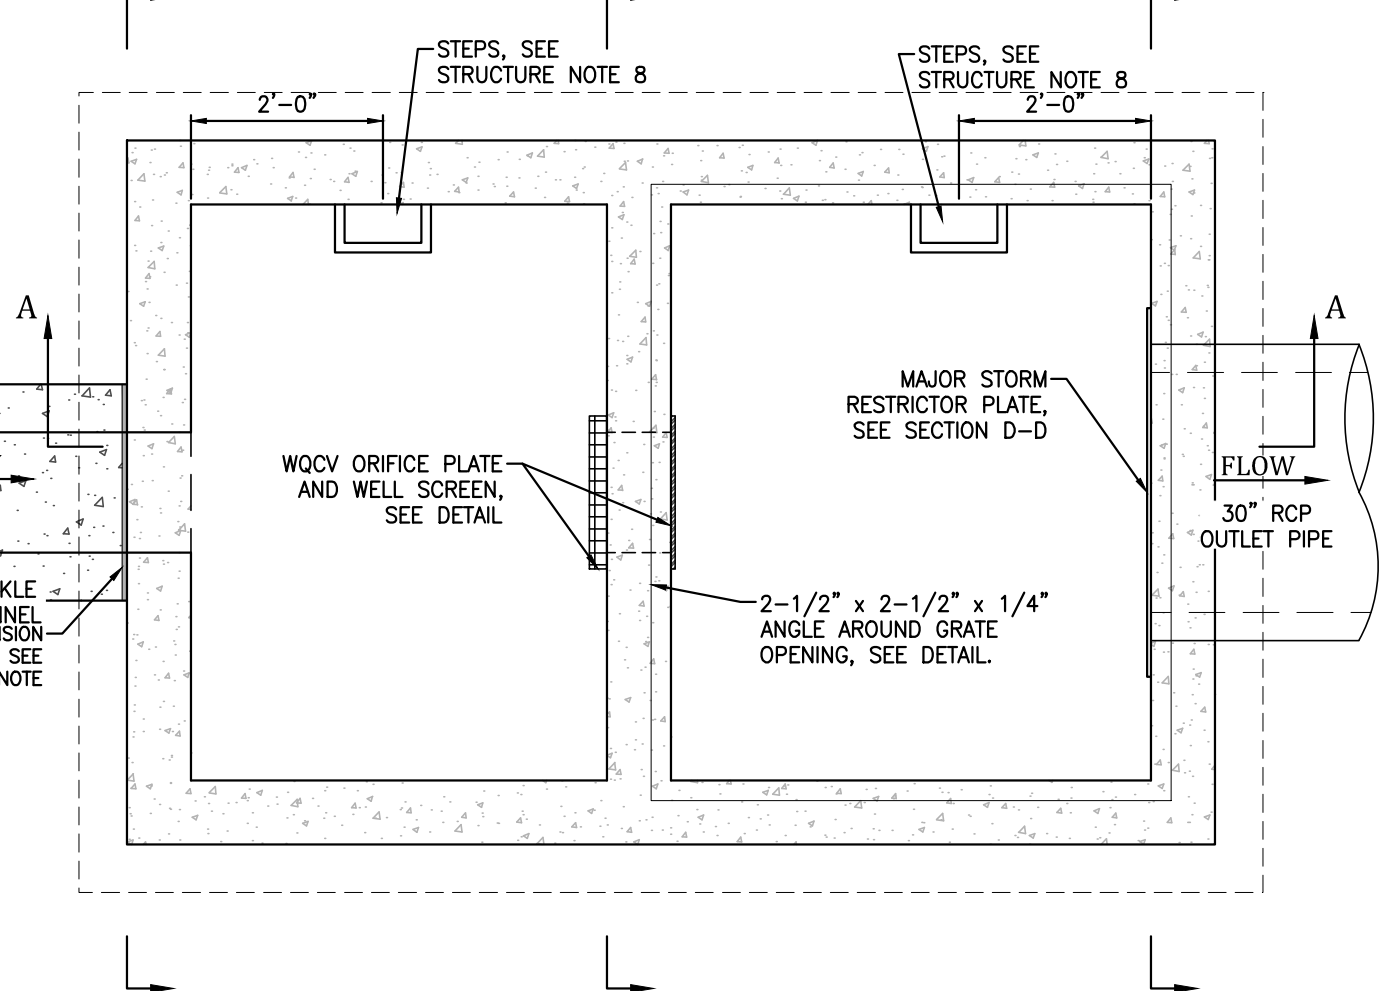 STEPS, SEE
STRUCTURE NOTE 8
STEPS, SEE
STRUCTURE NOTE 8
2'-0"
2'-0"
A
A
MAJOR STORM
RESTRICTOR PLATE,
SEE SECTION D-D
WQCV ORIFICE PLATE
AND WELL SCREEN,
SEE DETAIL
FLOW
30" RCP
OUTLET PIPE
KLE
NNEL
ISION
SEE
NOTE
2-1/2" x 2-1/2" x 1/4"
ANGLE AROUND GRATE
OPENING, SEE DETAIL.